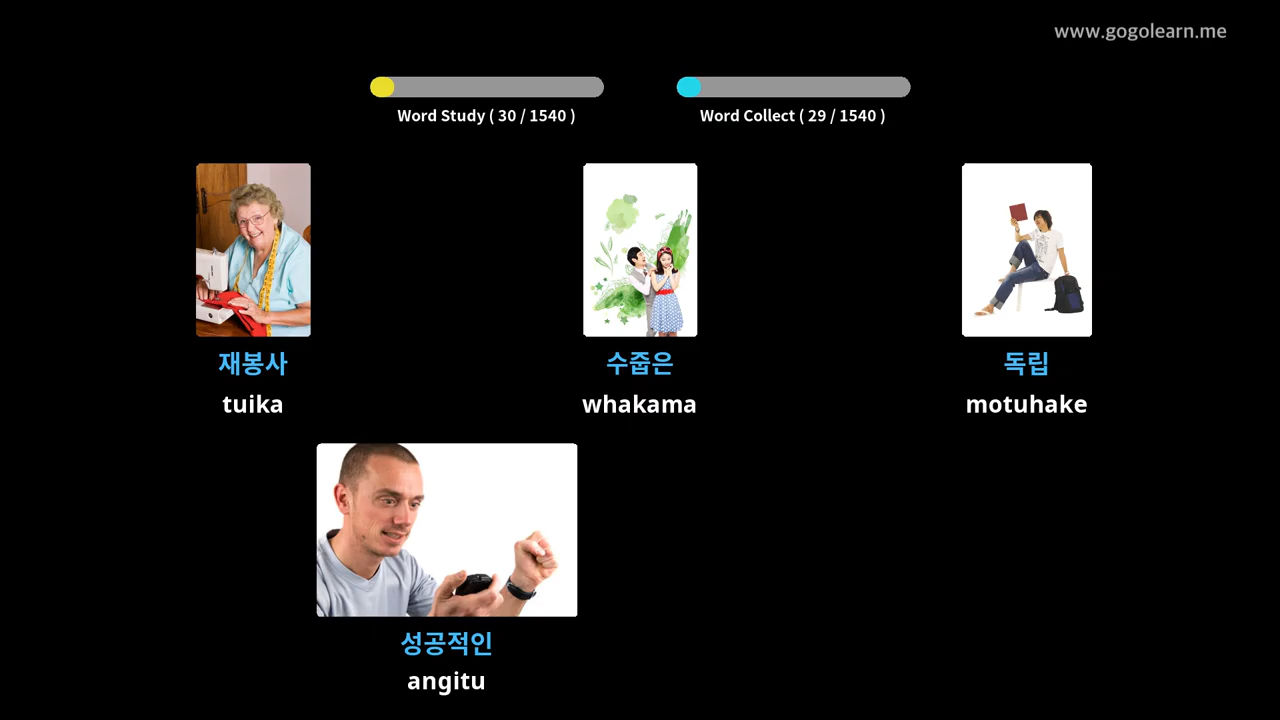 www.gogolearn.me
Word Study ( 30 / 1540 )
Word Collect ( 29 / 1540 )
재봉사
tuika
수줍은
whakama
독립
motuhake
성공적인
angitu